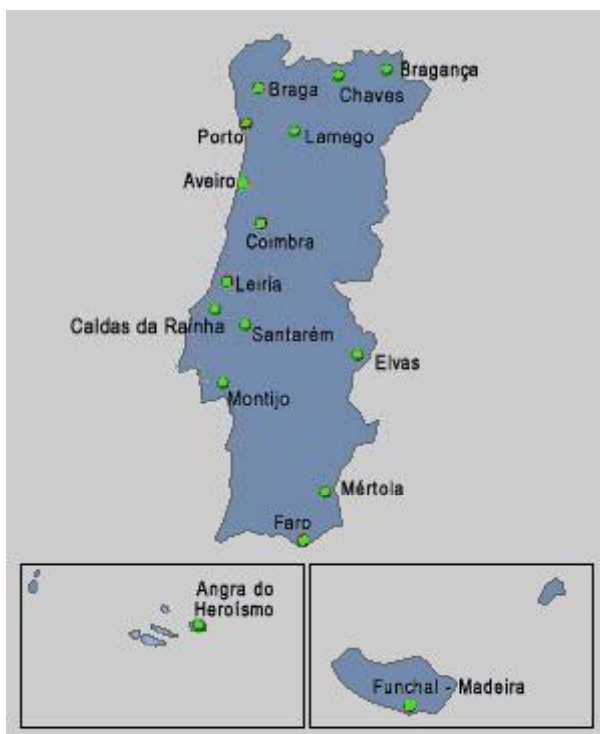 Bragança
Braga
Chaves
Porto
Lamego
Aveiro
Coimbra
Leiria
Caldas da Rainha
Santarém
Elvas
Montijo
Mértola
Faro
Angra do
Heroísmo
Funchal - Madeira